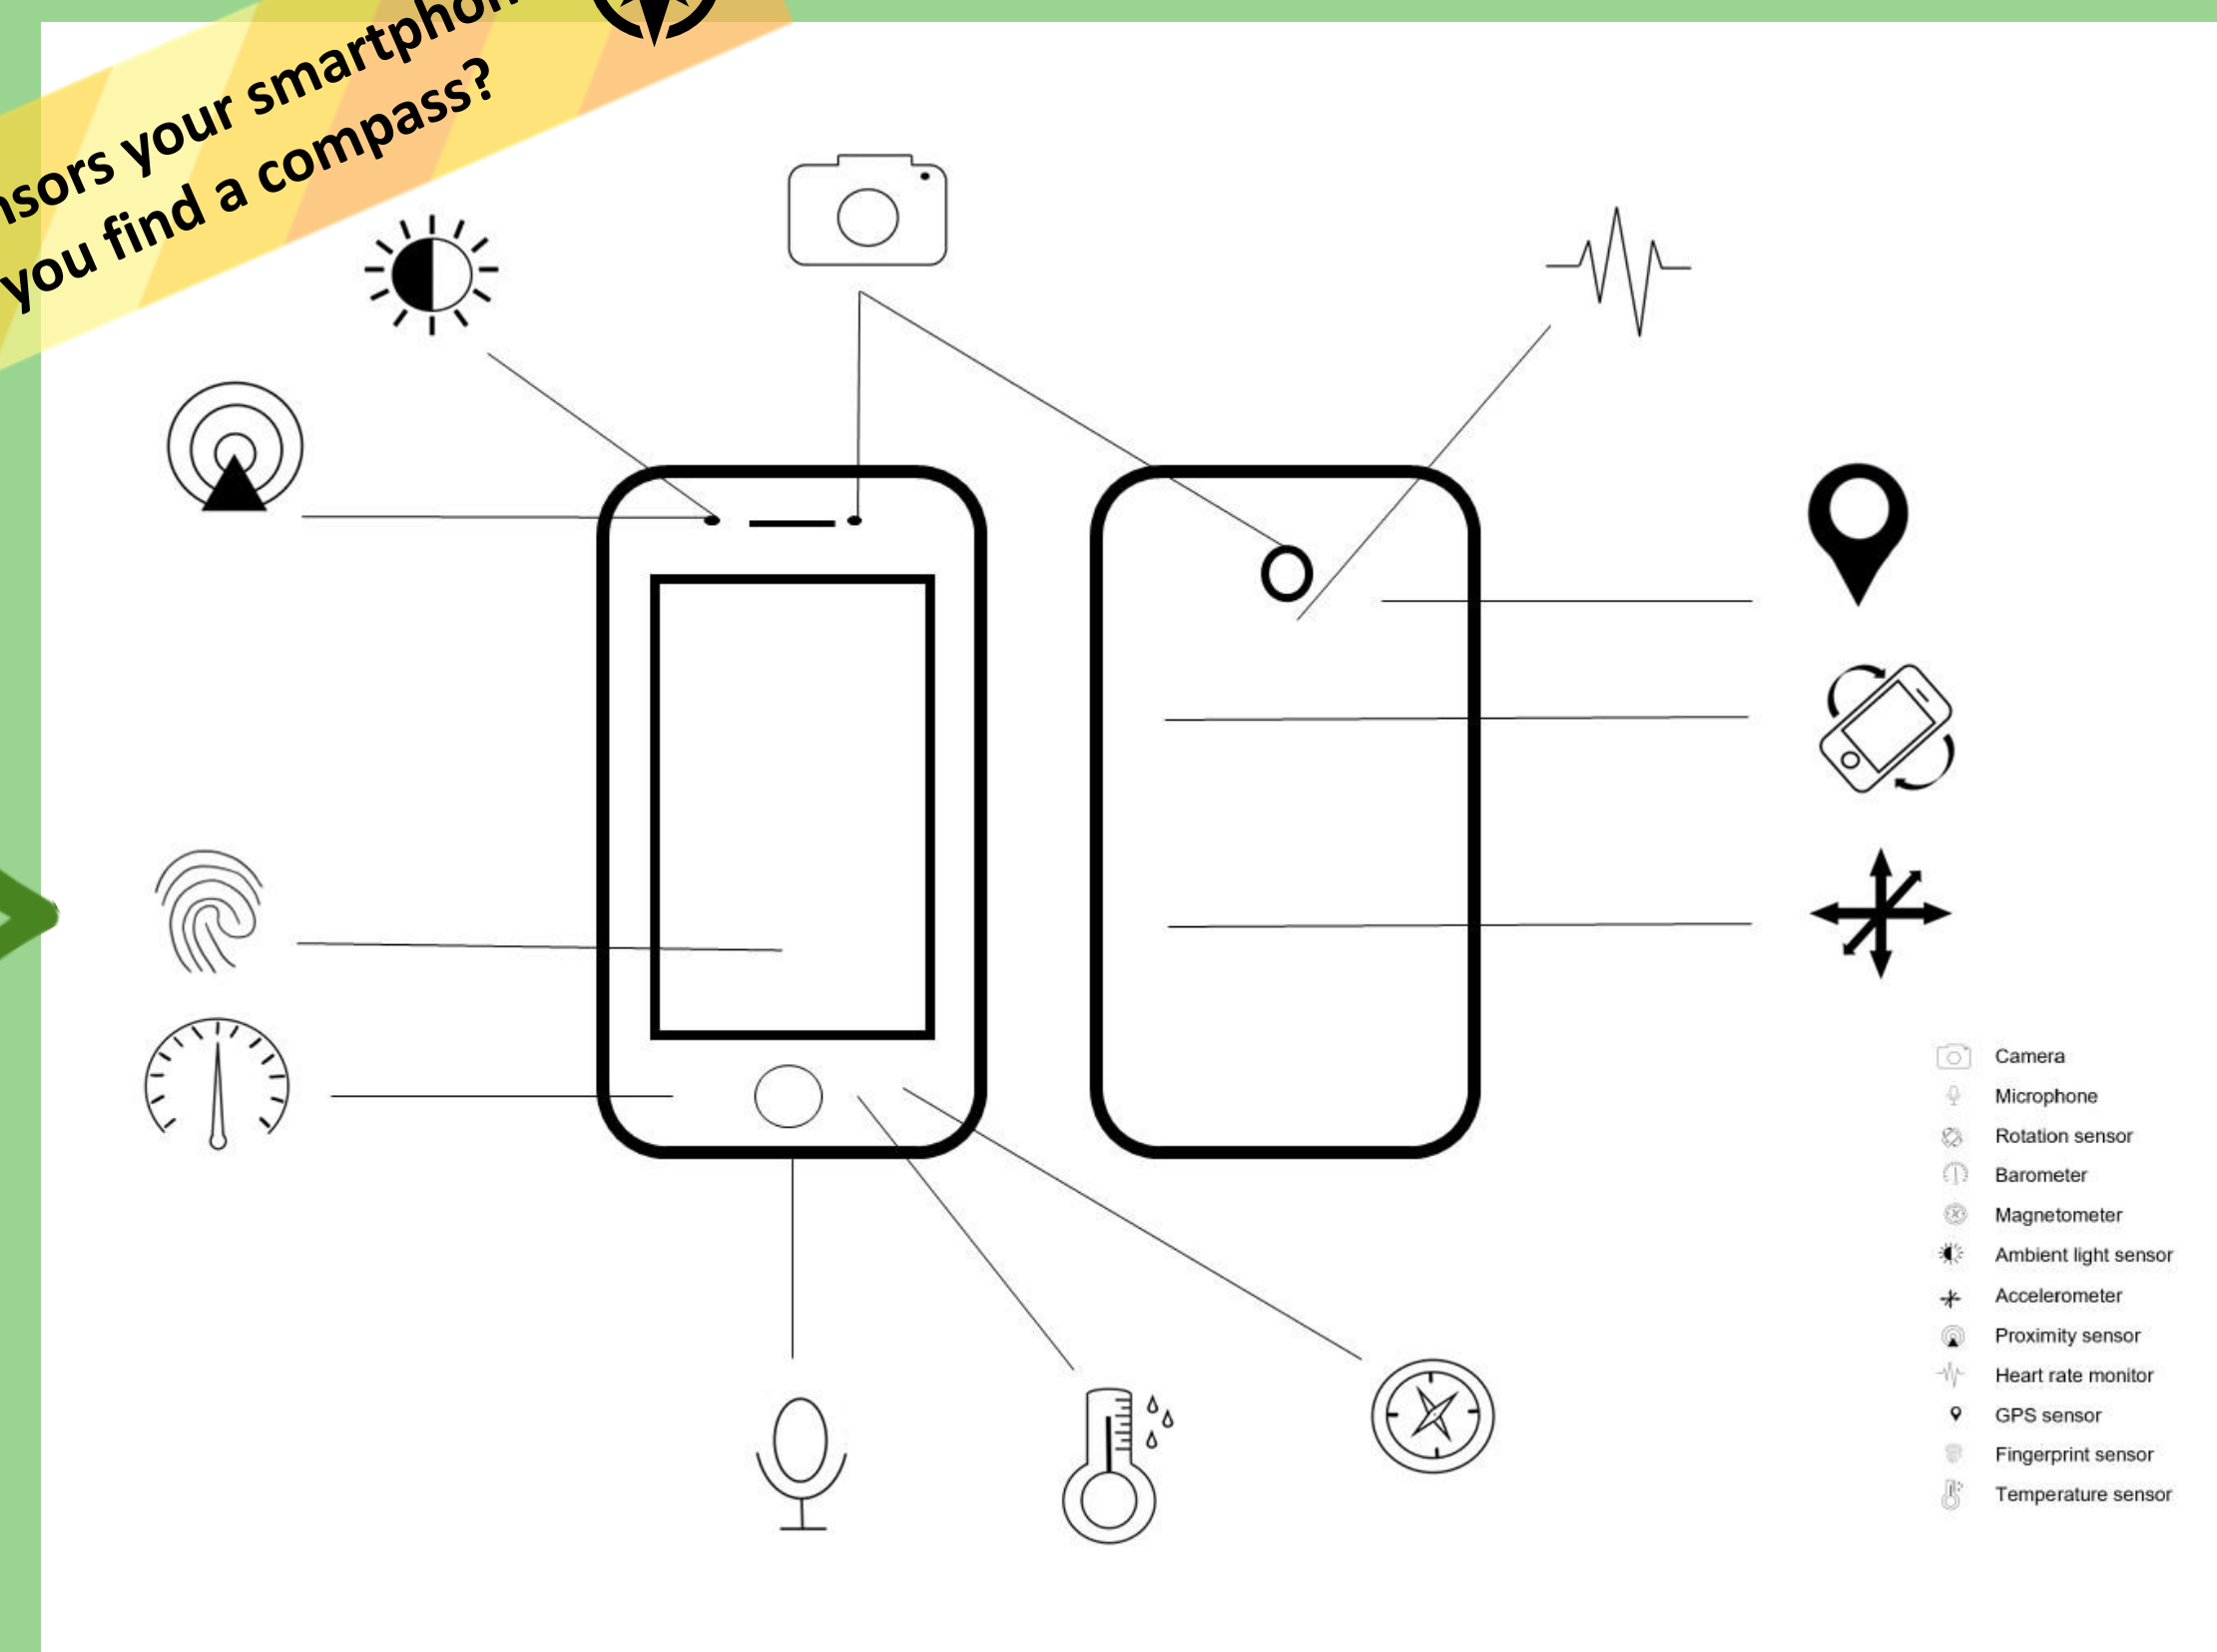 sors your smartphon
you find a compass?
Camera
Microphone
Rotation sensor
Barometer
Magnetometer
Ambient light sensor
Accelerometer
Proximity sensor
Heart rate monitor
GPS sensor
Fingerprint sensor
Temperature sensor